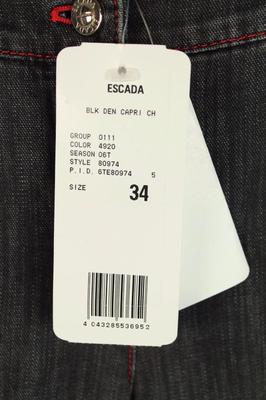 ESCADA
BLK DEN CAPRI CH
GROUP 0111
COLOR 4920
SEASON 06T
STYLE 80974
P.I.D. 6TE80974 5
SIZE 34
4 043285536952